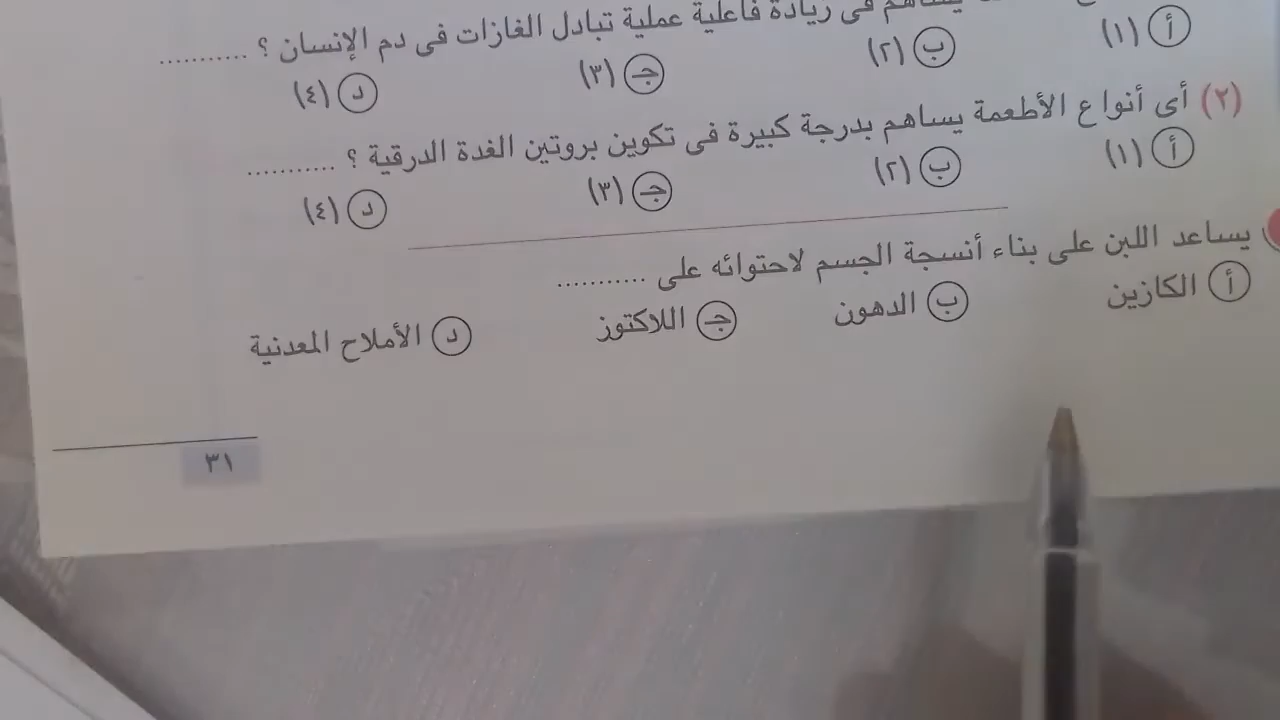 يساهم فى زيادة فاعلية عملية تبادل الغازات فى دم الإنسان ؟ ...........
أ (١) ب (٢) جـ (٣) د (٤)
(٢) أى أنواع الأطعمة يساهم بدرجة كبيرة فى تكوين بروتين الغدة الدرقية ؟ ...........
أ (١) ب (٢) جـ (٣) د (٤)
يساعد اللبن على بناء أنسجة الجسم لاحتوائه على ...........
أ الكازين ب الدهون جـ اللاكتوز د الأملاح المعدنية
٣١